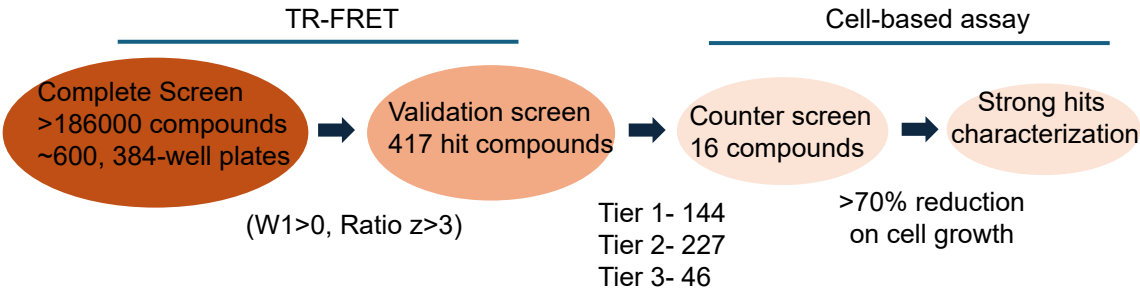 TR-FRET
Cell-based assay
Complete Screen
>186000 compounds
~600, 384-well plates
Validation screen
417 hit compounds
Counter screen
16 compounds
Strong hits
characterization
(W1>0, Ratio z>3)
Tier 1- 144
Tier 2- 227
Tier 3- 46
>70% reduction
on cell growth